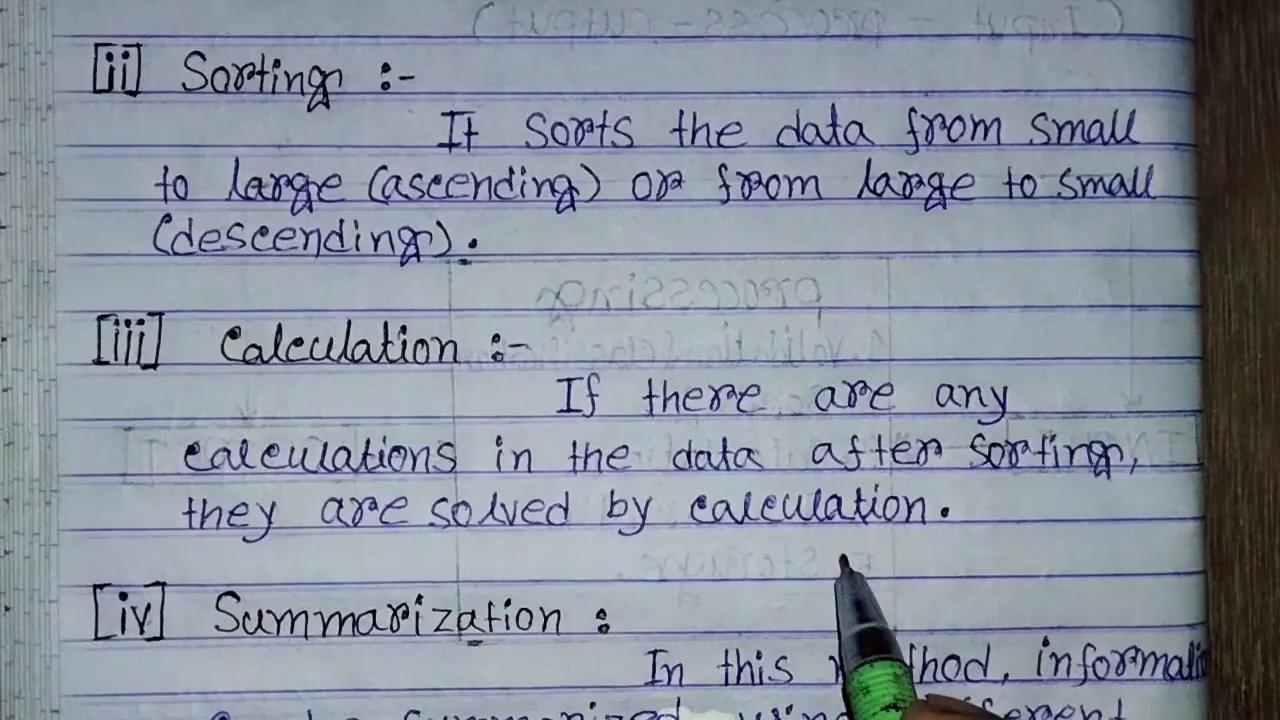 [ii] Sorting :-
It sorts the data from small
to large (ascending) or from large to small
(descending).
[iii] Calculation :-
If there are any
calculations in the data after sorting,
they are solved by calculation.
[iv] Summarization :
In this
summarized